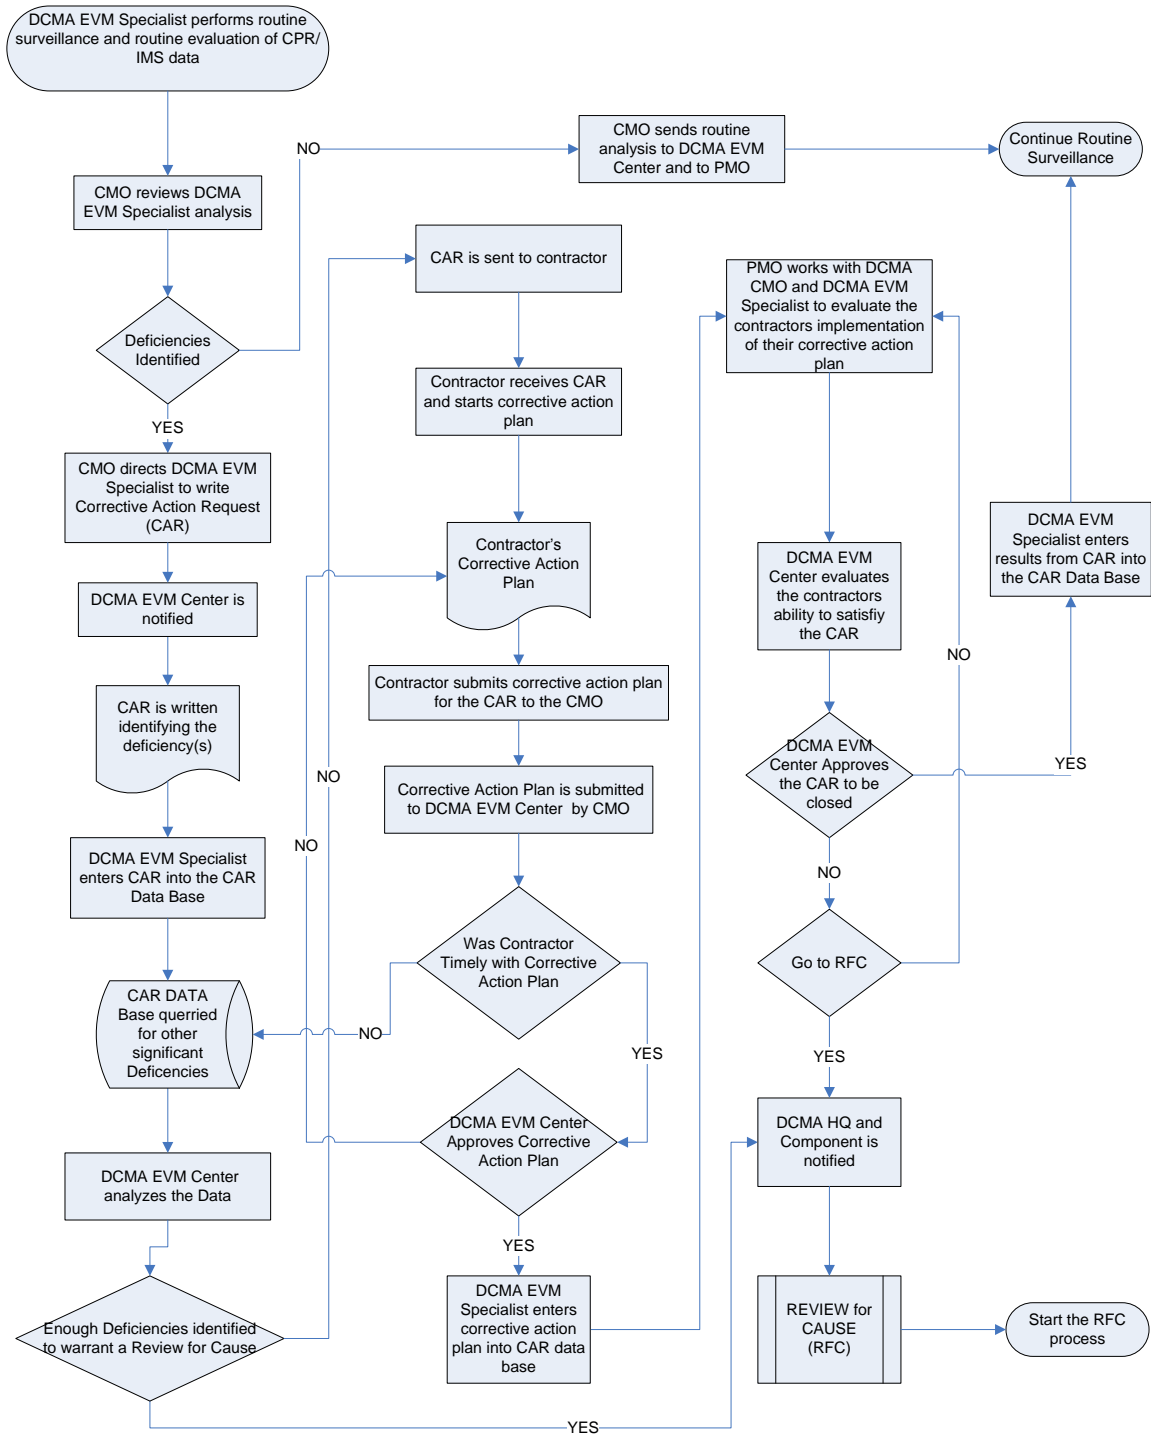 DCMA EVM Specialist performs routine
surveillance and routine evaluation of CPR/
IMS data
CMO reviews DCMA
EVM Specialist analysis
Deficiencies
Identified
NO
CMO sends routine
analysis to DCMA EVM
Center and to PMO
Continue Routine
Surveillance
YES
CMO directs DCMA EVM
Specialist to write
Corrective Action Request
(CAR)
DCMA EVM Center is
notified
CAR is written
identifying the
deficiency(s)
DCMA EVM Specialist
enters CAR into the CAR
Data Base
CAR DATA
Base querried
for other
significant
Deficencies
DCMA EVM Center
analyzes the Data
Enough Deficiencies identified
to warrant a Review for Cause
NO
YES
CAR is sent to contractor
Contractor receives CAR
and starts corrective action
plan
Contractor's
Corrective Action
Plan
Contractor submits corrective action plan
for the CAR to the CMO
Corrective Action Plan is submitted
to DCMA EVM Center by CMO
Was Contractor
Timely with Corrective
Action Plan
NO
YES
DCMA EVM Center
Approves Corrective
Action Plan
NO
YES
DCMA EVM
Specialist enters
corrective action
plan into CAR data
base
PMO works with DCMA
CMO and DCMA EVM
Specialist to evaluate the
contractors implementation
of their corrective action
plan
DCMA EVM
Center evaluates
the contractors
ability to satisfiy
the CAR
DCMA EVM
Center Approves
the CAR to be
closed
YES
DCMA EVM
Specialist enters
results from CAR into
the CAR Data Base
NO
Go to RFC
NO
YES
DCMA HQ and
Component is
notified
REVIEW for
CAUSE
(RFC)
Start the RFC
process